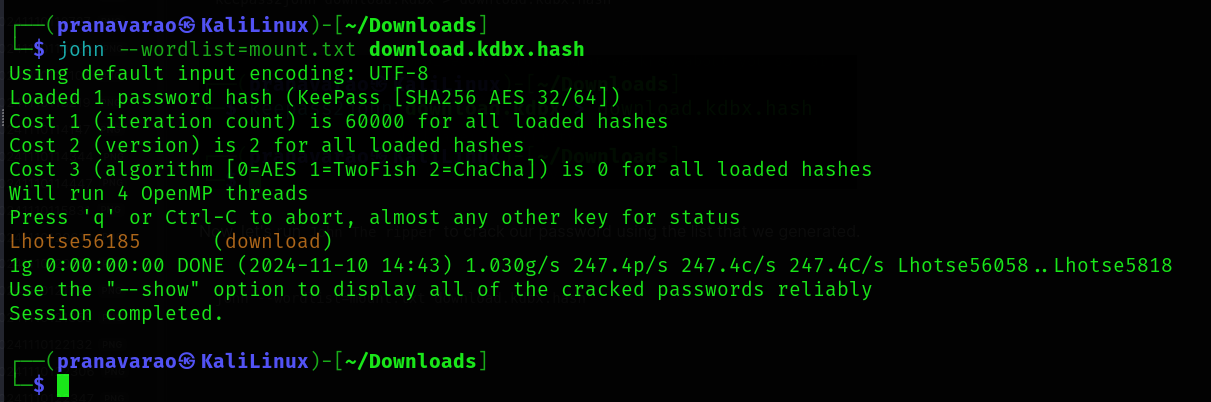 ┌──(pranavarao㉿KaliLinux)-[~/Downloads]
└─$ john --wordlist=mount.txt download.kdbx.hash
Using default input encoding: UTF-8
Loaded 1 password hash (KeePass [SHA256 AES 32/64])
Cost 1 (iteration count) is 60000 for all loaded hashes
Cost 2 (version) is 2 for all loaded hashes
Cost 3 (algorithm [0=AES 1=TwoFish 2=ChaCha]) is 0 for all loaded hashes
Will run 4 OpenMP threads
Press 'q' or Ctrl-C to abort, almost any other key for status
Lhotse56185      (download)
1g 0:00:00:00 DONE (2024-11-10 14:43) 1.030g/s 247.4p/s 247.4c/s 247.4C/s Lhotse56058..Lhotse5818
Use the "--show" option to display all of the cracked passwords reliably
Session completed.
┌──(pranavarao㉿KaliLinux)-[~/Downloads]
└─$